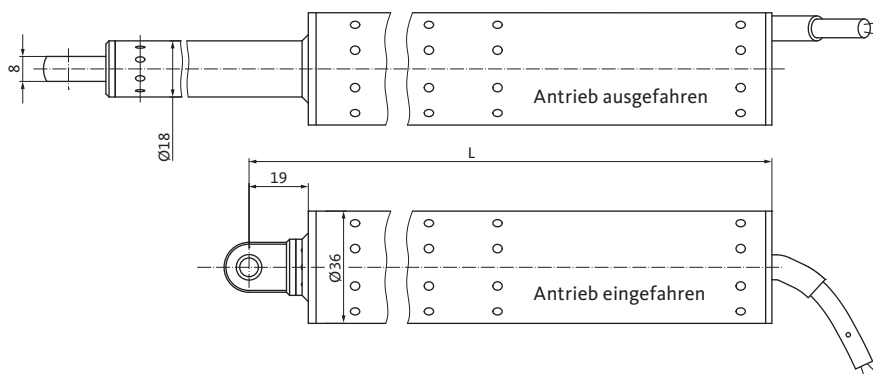 8
Ø18
Antrieb ausgefahren
L
19
Ø36
Antrieb eingefahren